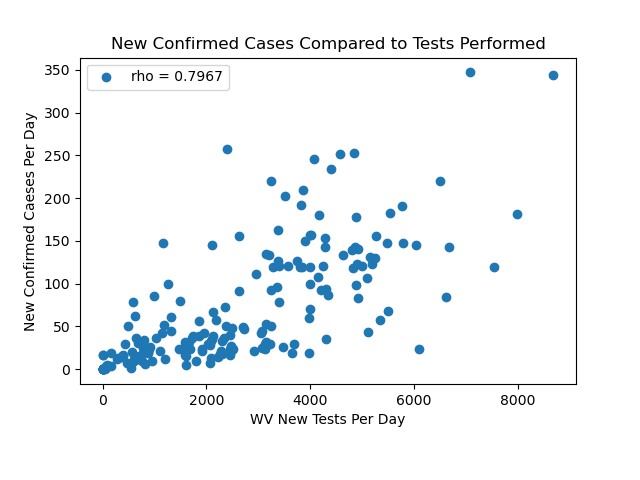 New Confirmed Cases Compared to Tests Performed
rho = 0.7967
350
300
250
200
150
100
50
0
New Confirmed Caeses Per Day
0 2000 4000 6000 8000
WV New Tests Per Day